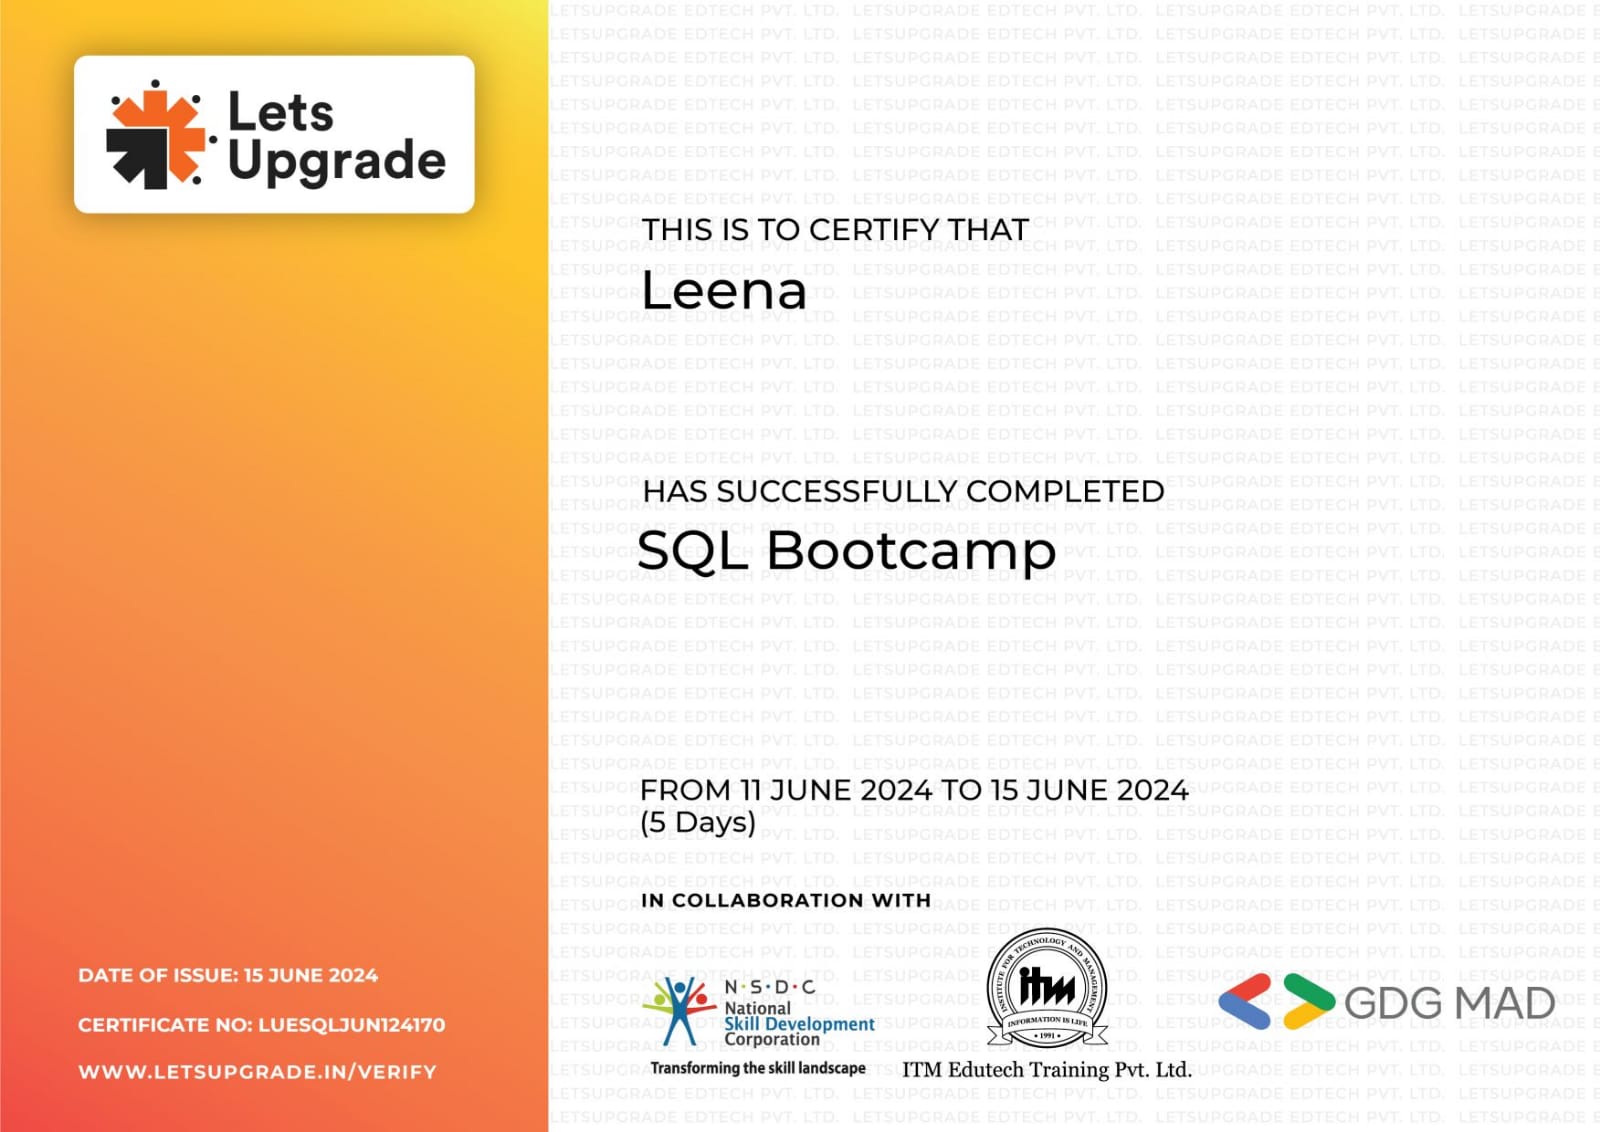 Lets
Upgrade
THIS IS TO CERTIFY THAT
Leena
HAS SUCCESSFULLY COMPLETED
SQL Bootcamp
FROM 11 JUNE 2024 TO 15 JUNE 2024
(5 Days)
IN COLLABORATION WITH
N·S·D·C
National
Skill Development
Corporation
Transforming the skill landscape
INSTITUTE FOR TECHNOLOGY AND MANAGEMENT
itm
INFORMATION IS LIFE
• 1991 •
ITM Edutech Training Pvt. Ltd.
GDG MAD
DATE OF ISSUE: 15 JUNE 2024
CERTIFICATE NO: LUESQLJUN124170
WWW.LETSUPGRADE.IN/VERIFY
LETSUPGRADE EDTECH PVT. LTD.